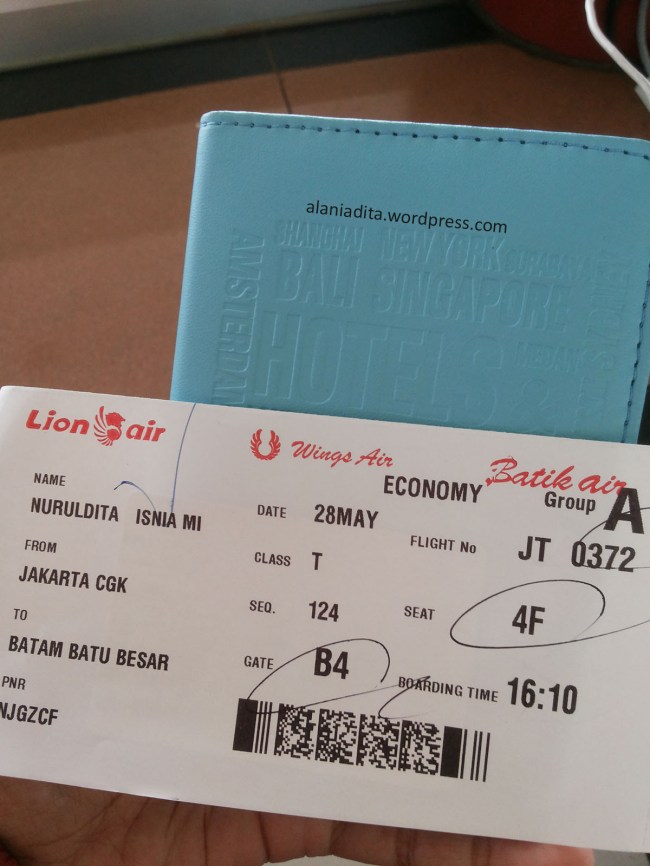 alaniadita.wordpress.com
SHANGHAI NEW YORK
AMSTERDAM
BALI SINGAPORE
HOTELS
Lion air
Wings Air
Batik air
ECONOMY
Group A
NAME
NURULDITA ISNIA MI
DATE 28MAY
FLIGHT No JT 0372
FROM
JAKARTA CGK
CLASS T
TO
BATAM BATU BESAR
SEQ. 124
SEAT 4F
GATE B4
BOARDING TIME 16:10
PNR
NJGZCF